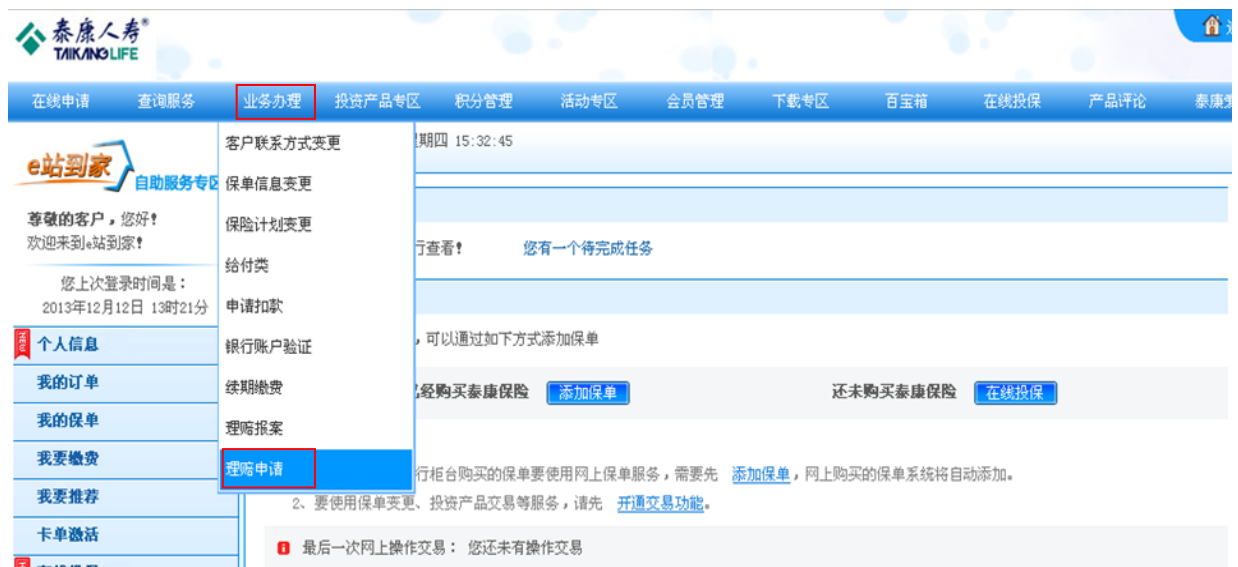 泰康人寿®
TAIKANG LIFE
在线申请 查询服务 业务办理 投资产品专区 积分管理 活动专区 会员管理 下载专区 百宝箱 在线投保 产品评论 泰康
e站到家
自助服务专区
尊敬的客户，您好！
欢迎来到e站到家！
您上次登录时间是：
2013年12月12日 13时21分
NEW 个人信息
我的订单
我的保单
我要缴费
我要推荐
卡单激活
客户联系方式变更
保单信息变更
保险计划变更
给付类
申请扣款
银行账户验证
续期缴费
理赔报案
理赔申请
期四 15:32:45
行查看！ 您有一个待完成任务
，可以通过如下方式添加保单
经购买泰康保险 添加保单 还未购买泰康保险 在线投保
行柜台购买的保单要使用网上保单服务，需要先 添加保单，网上购买的保单系统将自动添加。
2、要使用保单变更、投资产品交易等服务，请先 开通交易功能。
最后一次网上操作交易： 您还未有操作交易